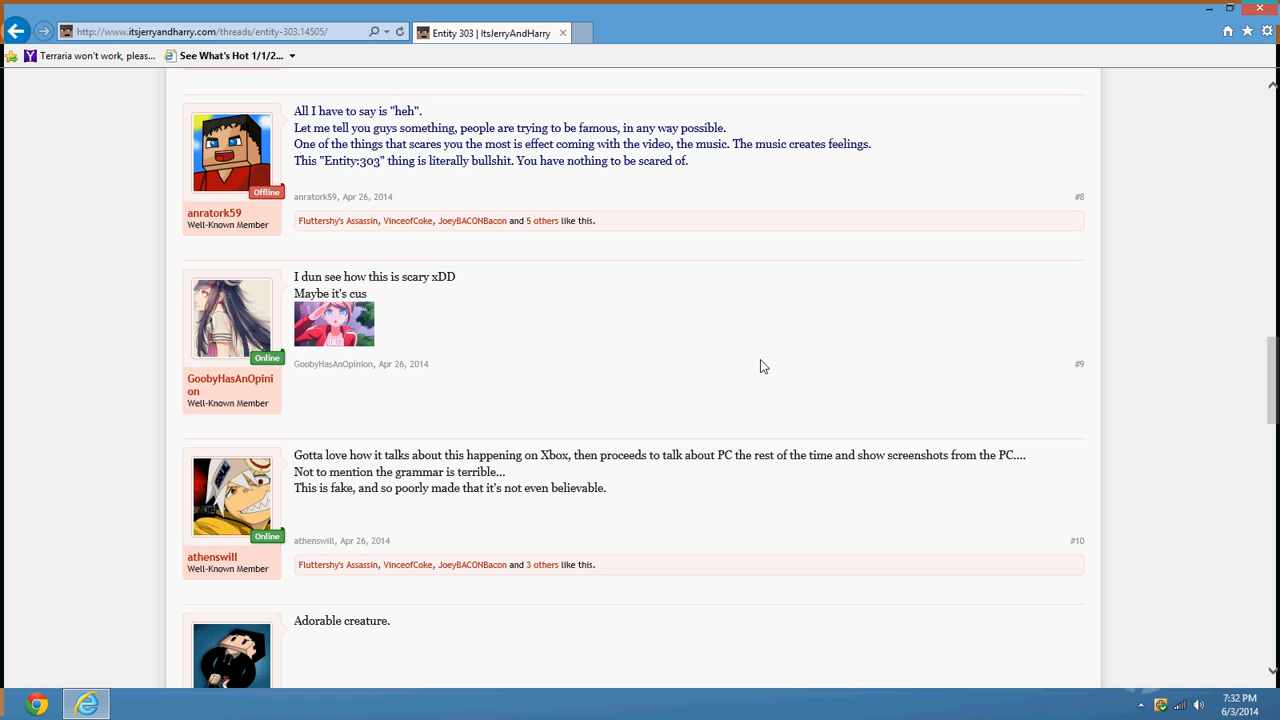 http://www.itsjerryandharry.com/threads/entity-303.14505/
Entity 303 | ItsJerryAndHarry
Terraria won't work, pleas...
See What's Hot 1/1/2...
All I have to say is "heh".
Let me tell you guys something, people are trying to be famous, in any way possible.
One of the things that scares you the most is effect coming with the video, the music. The music creates feelings.
This "Entity:303" thing is literally bullshit. You have nothing to be scared of.
Offline
anratork59
Well-Known Member
anratork59, Apr 26, 2014
#8
Fluttershy's Assassin, VinceofCoke, JoeyBACONBacon and 5 others like this.
I dun see how this is scary xDD
Maybe it's cus
Online
GoobyHasAnOpini
on
Well-Known Member
GoobyHasAnOpinion, Apr 26, 2014
#9
Gotta love how it talks about this happening on Xbox, then proceeds to talk about PC the rest of the time and show screenshots from the PC....
Not to mention the grammar is terrible...
This is fake, and so poorly made that it's not even believable.
Online
athenswill
Well-Known Member
athenswill, Apr 26, 2014
#10
Fluttershy's Assassin, VinceofCoke, JoeyBACONBacon and 3 others like this.
Adorable creature.
7:32 PM
6/3/2014